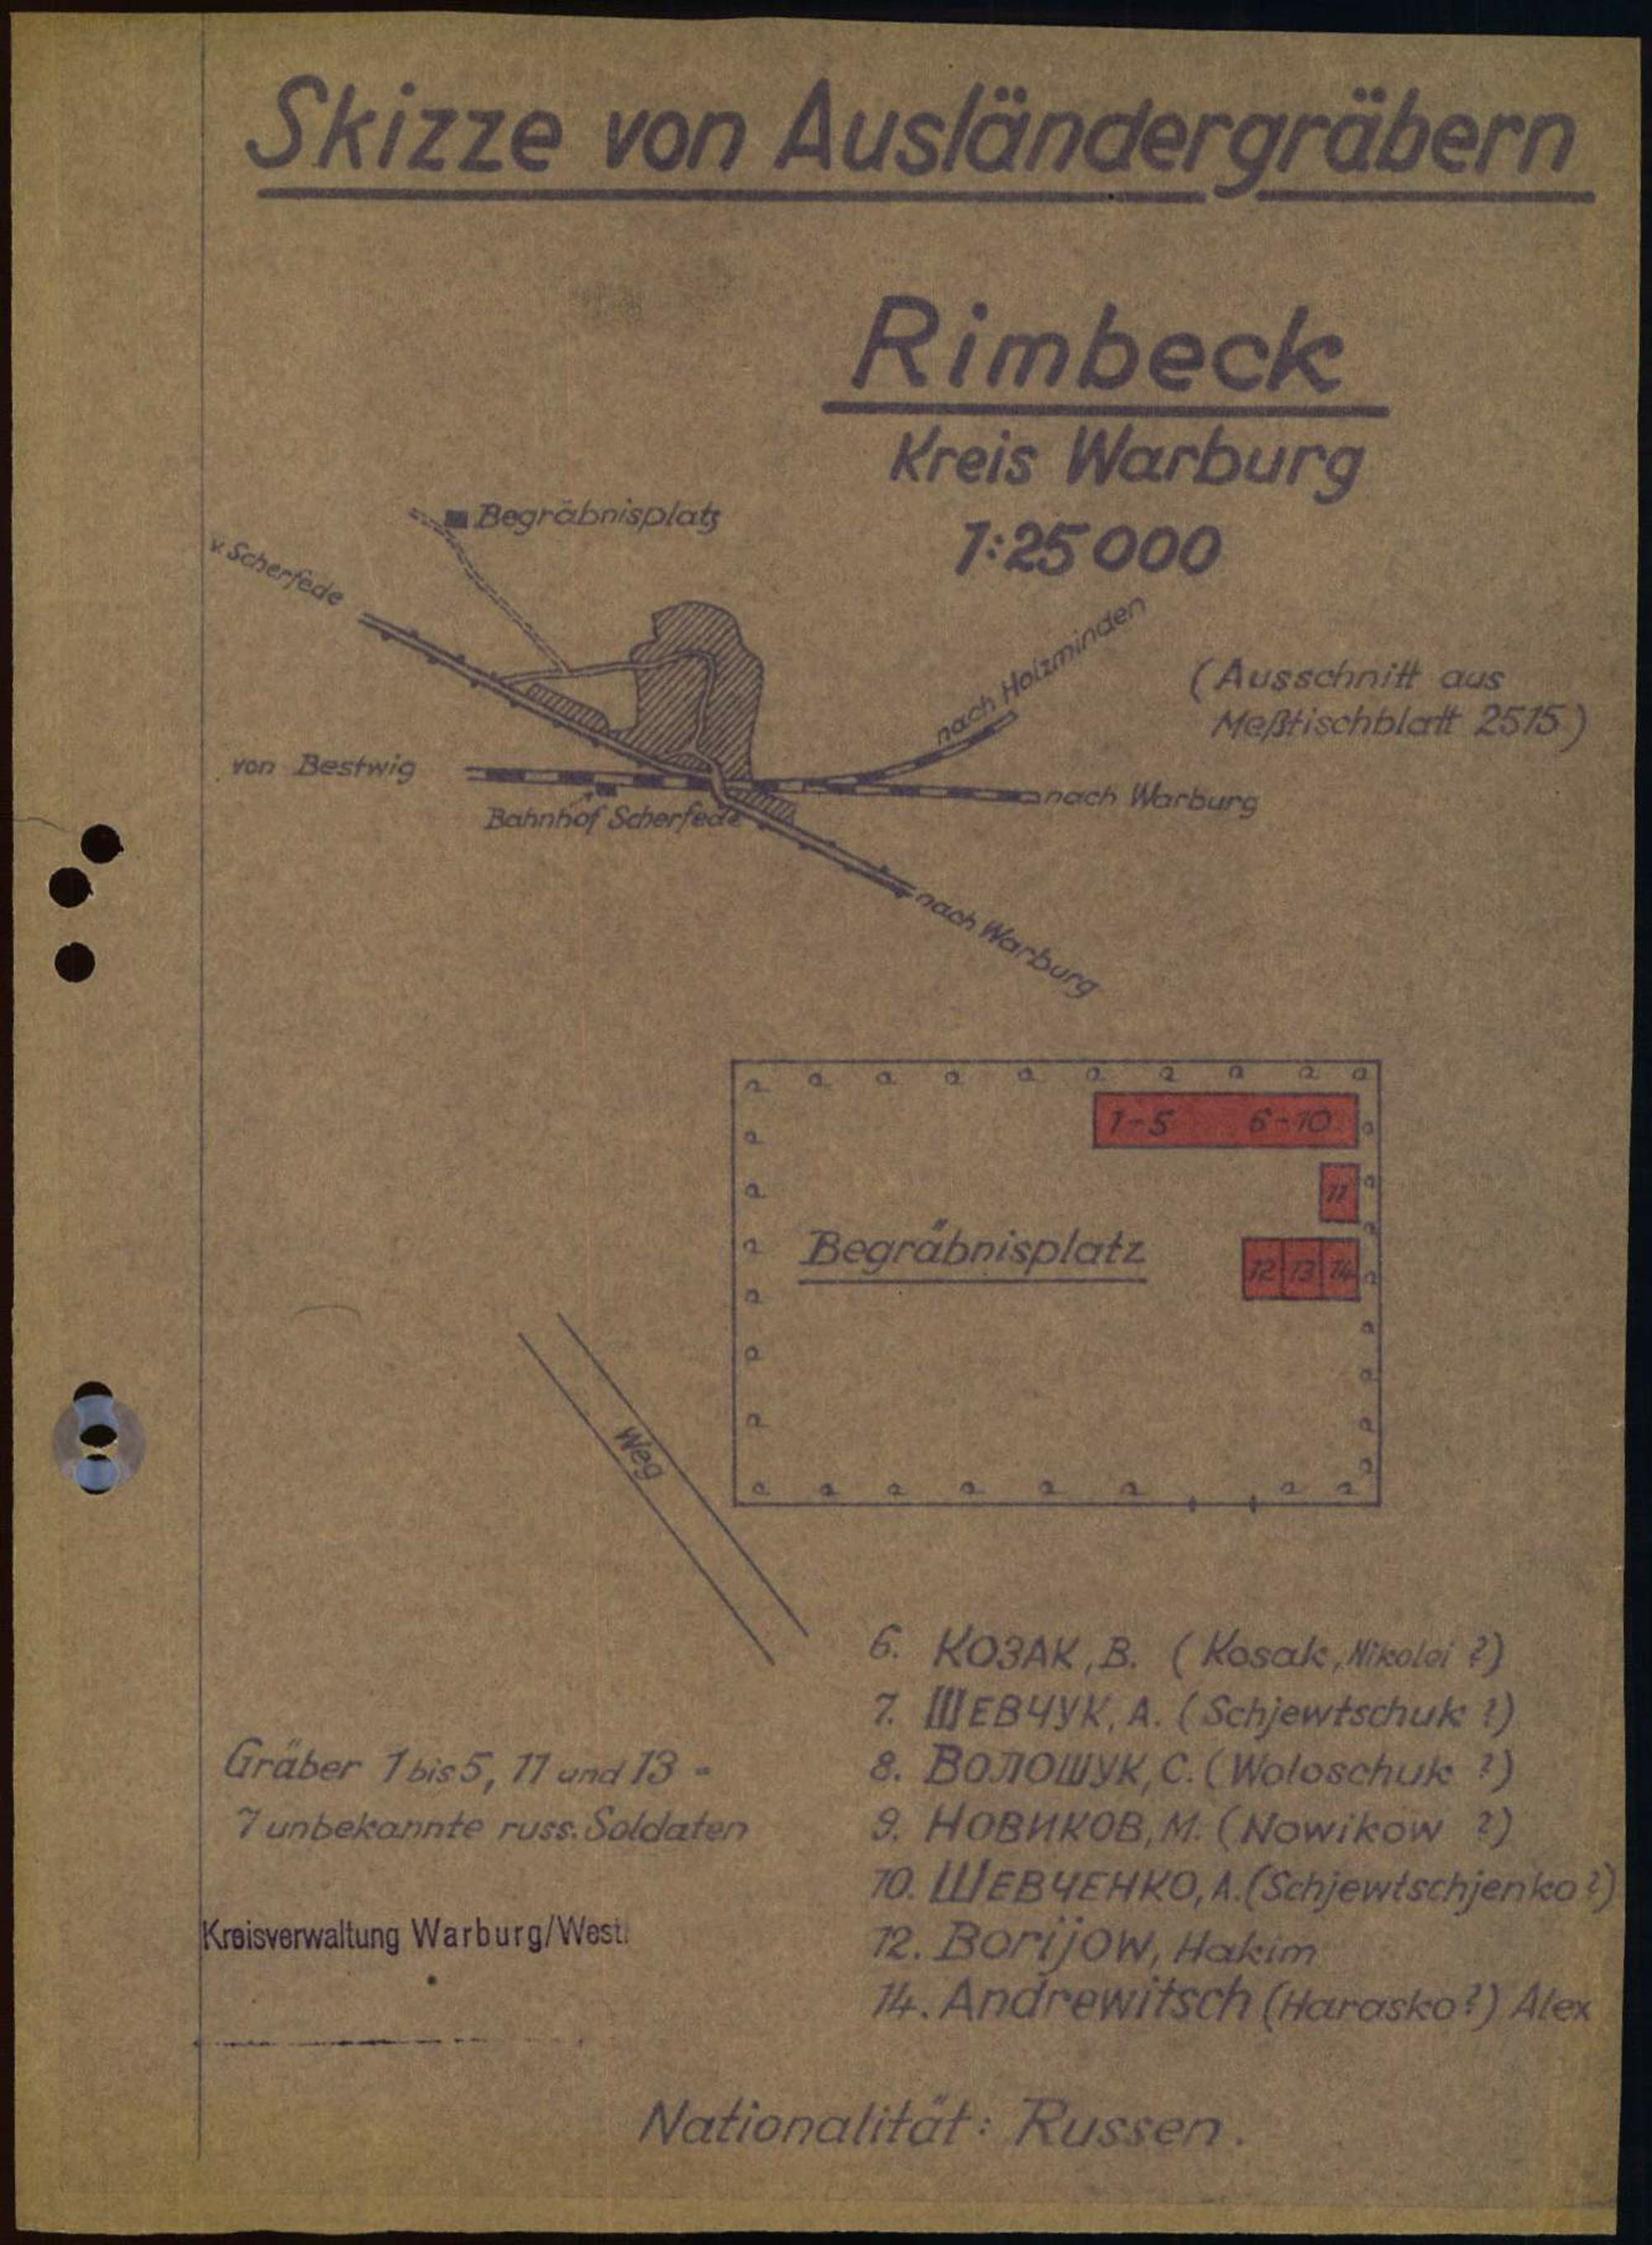 Skizze von Ausländergräbern
Rimbeck
Kreis Warburg
1:25 000
Begräbnisplatz
v. Scherfede
nach Holzminden
(Ausschnitt aus
Meßtischblatt 2515)
von Bestwig
nach Warburg
Bahnhof Scherfede
nach Warburg
1-5 6-10
11
Begräbnisplatz
12 13 14
Weg
6. КОЗАК, В. (Kosak, Nikolei ?)
7. ШЕВЧУК, А. (Schjewtschuk ?)
8. ВОЛОШУК, С. (Woloschuk ?)
9. НОВИКОВ, М. (Nowikow ?)
10. ШЕВЧЕНКО, А. (Schjewtschjenko ?)
12. Borijow, Hakim
14. Andrewitsch (Harasko?) Alex
Gräber 1 bis 5, 11 und 13 -
7 unbekannte russ. Soldaten
Kreisverwaltung Warburg/Westf.
Nationalität: Russen.